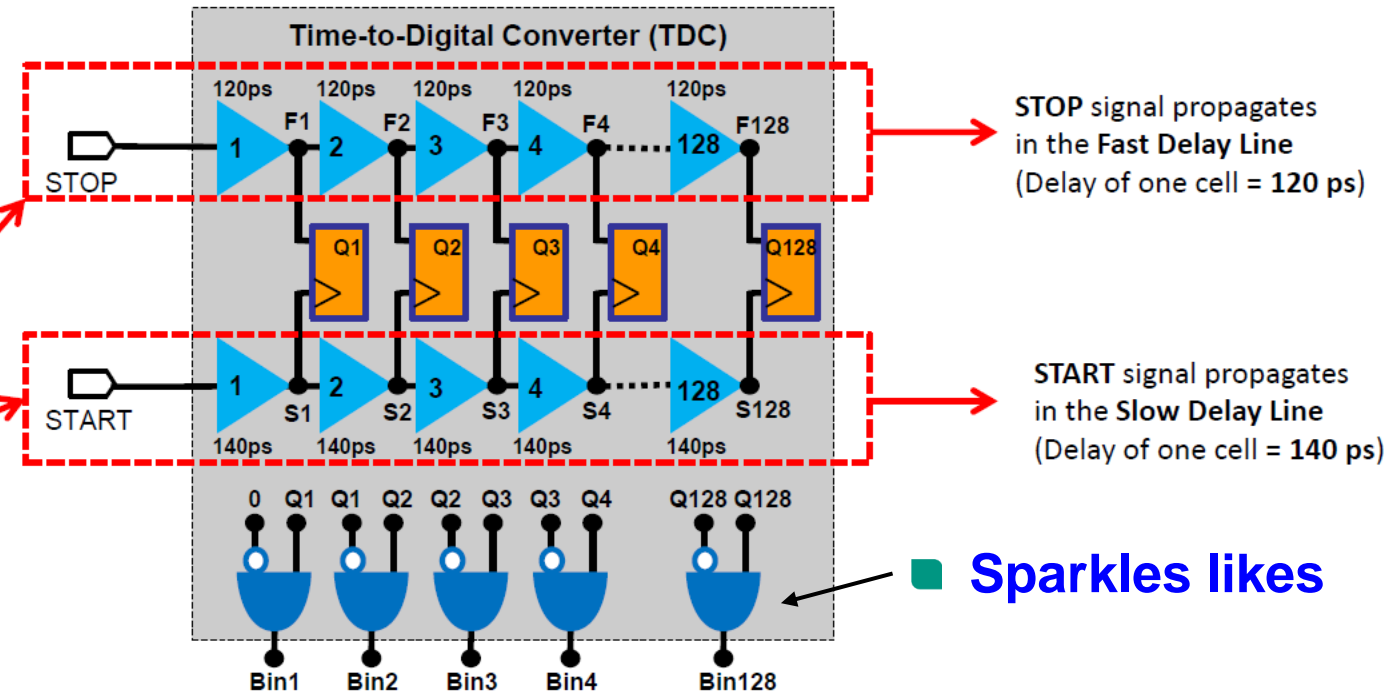 Time-to-Digital Converter (TDC)
120ps 120ps 120ps 120ps 120ps
STOP
1 F1 2 F2 3 F3 4 F4 128 F128
STOP signal propagates
in the Fast Delay Line
(Delay of one cell = 120 ps)
Q1 Q2 Q3 Q4 Q128
START
1 S1 2 S2 3 S3 4 S4 128 S128
140ps 140ps 140ps 140ps 140ps
START signal propagates
in the Slow Delay Line
(Delay of one cell = 140 ps)
0 Q1 Q1 Q2 Q2 Q3 Q3 Q4 Q128 Q128
Sparkles likes
Bin1 Bin2 Bin3 Bin4 Bin128